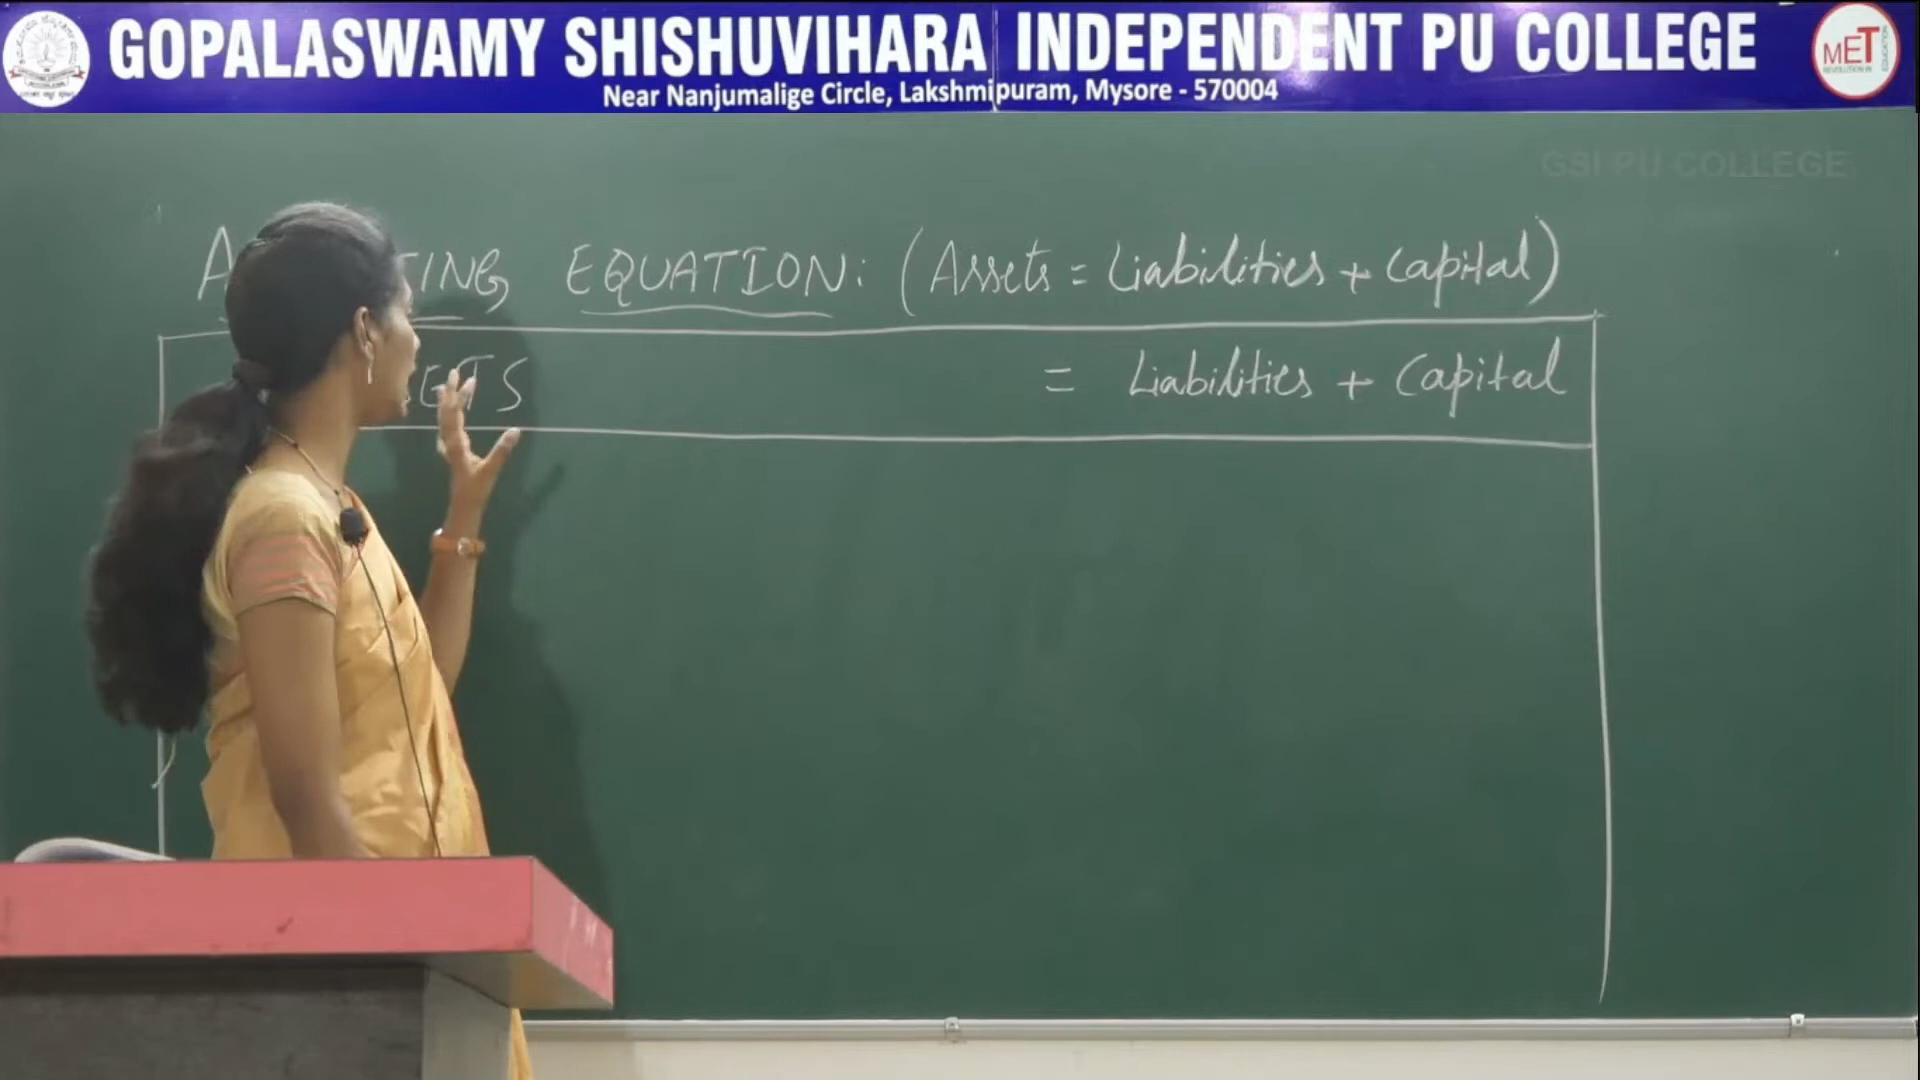 GOPALASWAMY SHISHUVIHARA INDEPENDENT PU COLLEGE
Near Nanjumalige Circle, Lakshmipuram, Mysore - 570004
MET
GSI PU COLLEGE
EQUATION: (Assets = Liabilities + Capital)
= Liabilities + Capital